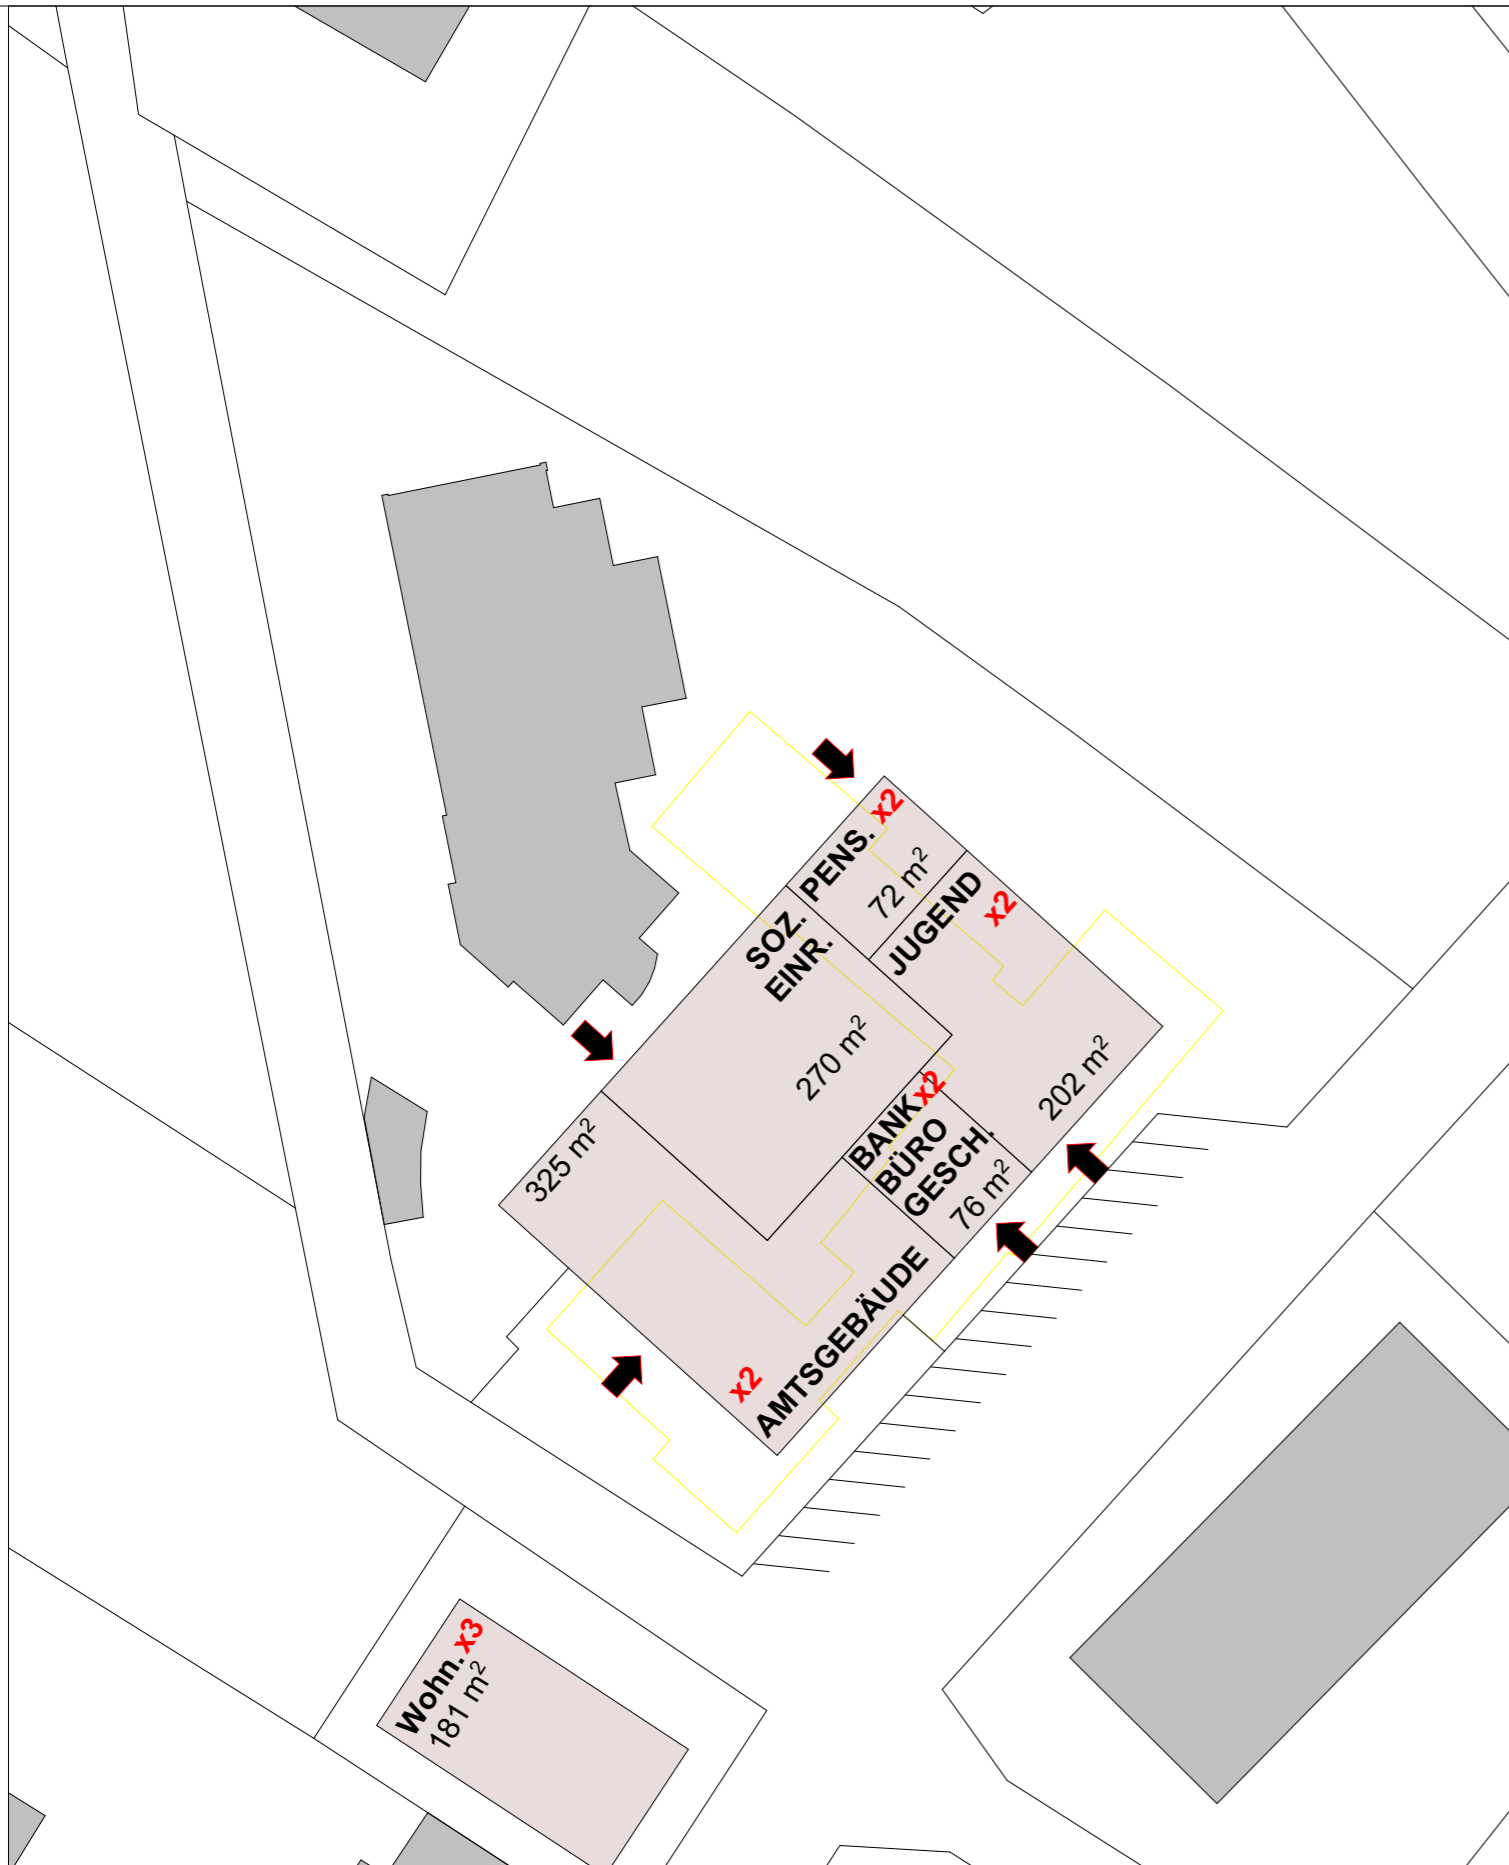 PENS. x2
72 m²
JUGEND
x2
202 m²
SOZ.
EINR.
270 m²
BANK x2
BÜRO
GESCH.
76 m²
325 m²
AMTSGEBÄUDE
x2
Wohn. x3
181 m²